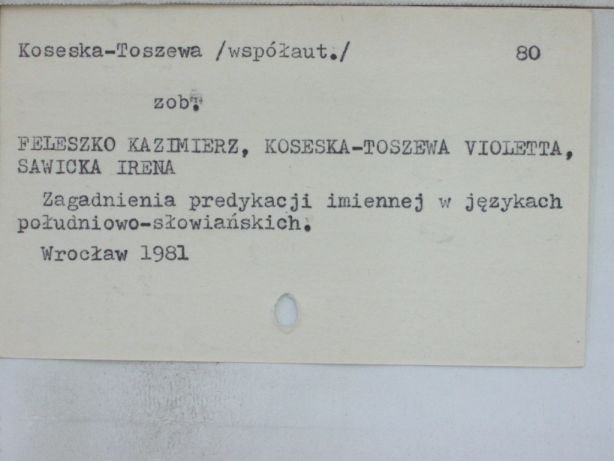 Koseska-Toszewa /współaut./ 80
zob.
FELESZKO KAZIMIERZ, KOSESKA-TOSZEWA VIOLETTA,
SAWICKA IRENA
Zagadnienia predykacji imiennej w językach
południowo-słowiańskich.
Wrocław 1981